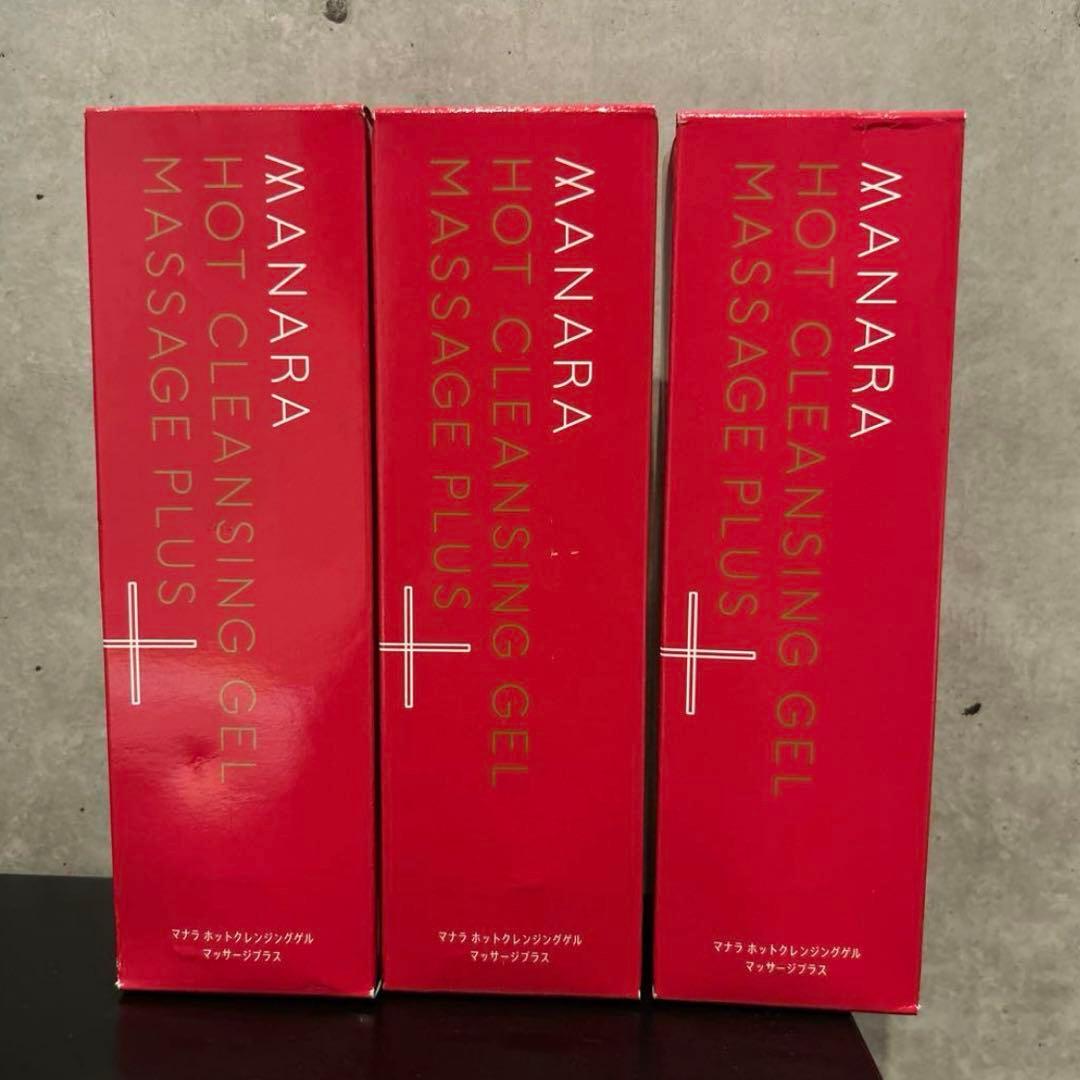 MANARA
HOT CLEANSING GEL
MASSAGE PLUS
マナラ ホットクレンジングゲル
マッサージプラス
MANARA
HOT CLEANSING GEL
MASSAGE PLUS
マナラ ホットクレンジングゲル
マッサージプラス
MANARA
HOT CLEANSING GEL
MASSAGE PLUS
マナラ ホットクレンジングゲル
マッサージプラス